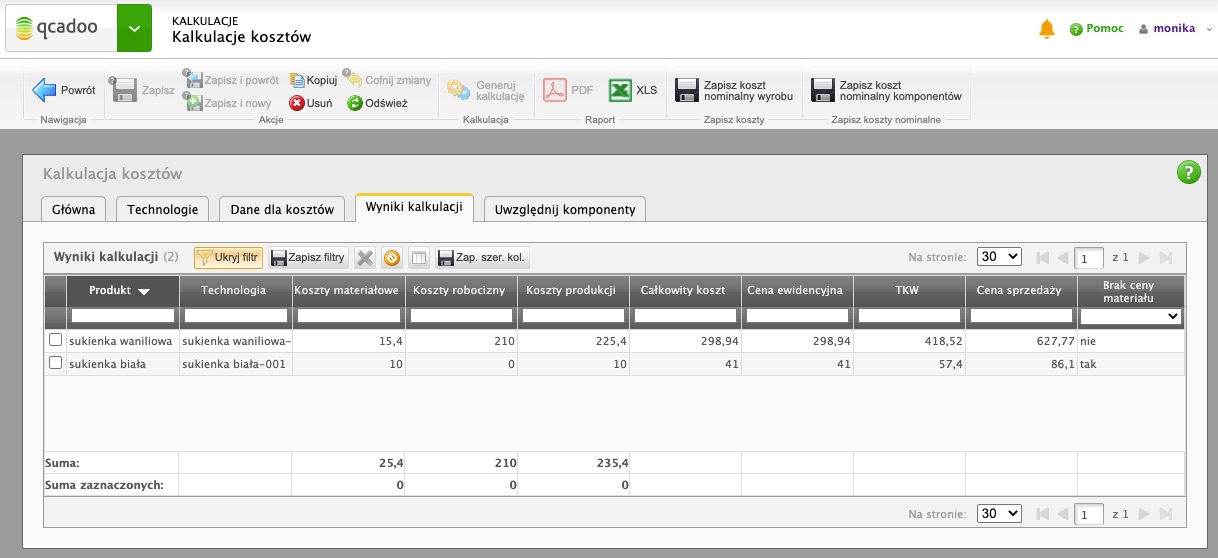 qcadoo
KALKULACJE
Kalkulacje kosztów
Pomoc
monika
Powrót
Nawigacja
Zapisz
Zapisz i powrót
Zapisz i nowy
Kopiuj
Usuń
Cofnij zmiany
Odśwież
Akcje
Generuj
kalkulację
Kalkulacja
PDF
XLS
Raport
Zapisz koszt
nominalny wyrobu
Zapisz koszty
Zapisz koszt
nominalny komponentów
Zapisz koszty nominalne
Kalkulacja kosztów
?
Główna
Technologie
Dane dla kosztów
Wyniki kalkulacji
Uwzględnij komponenty
Wyniki kalkulacji (2) Ukryj filtr Zapisz filtry Zap. szer. kol. Na stronie: 30 1 z 1
Produkt Technologia Koszty materiałowe Koszty robocizny Koszty produkcji Całkowity koszt Cena ewidencyjna TKW Cena sprzedaży Brak ceny
materiału
sukienka waniliowa sukienka waniliowa- 15,4 210 225,4 298,94 298,94 418,52 627,77 nie
sukienka biała sukienka biała-001 10 0 10 41 41 57,4 86,1 tak
Suma: 25,4 210 235,4
Suma zaznaczonych: 0 0 0
Na stronie: 30 1 z 1